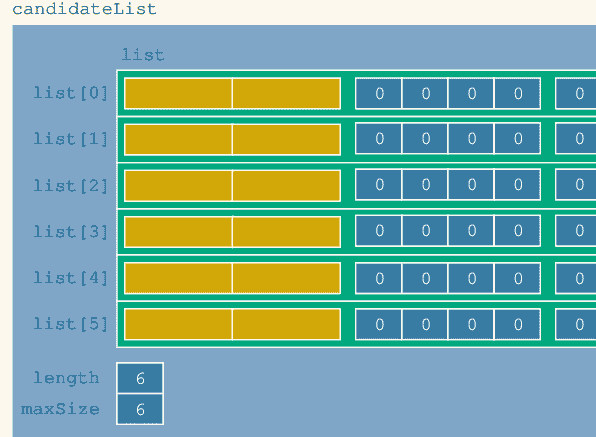 candidateList
list
list[0] 0 0 0 0 0
list[1] 0 0 0 0 0
list[2] 0 0 0 0 0
list[3] 0 0 0 0 0
list[4] 0 0 0 0 0
list[5] 0 0 0 0 0
length 6
maxSize 6